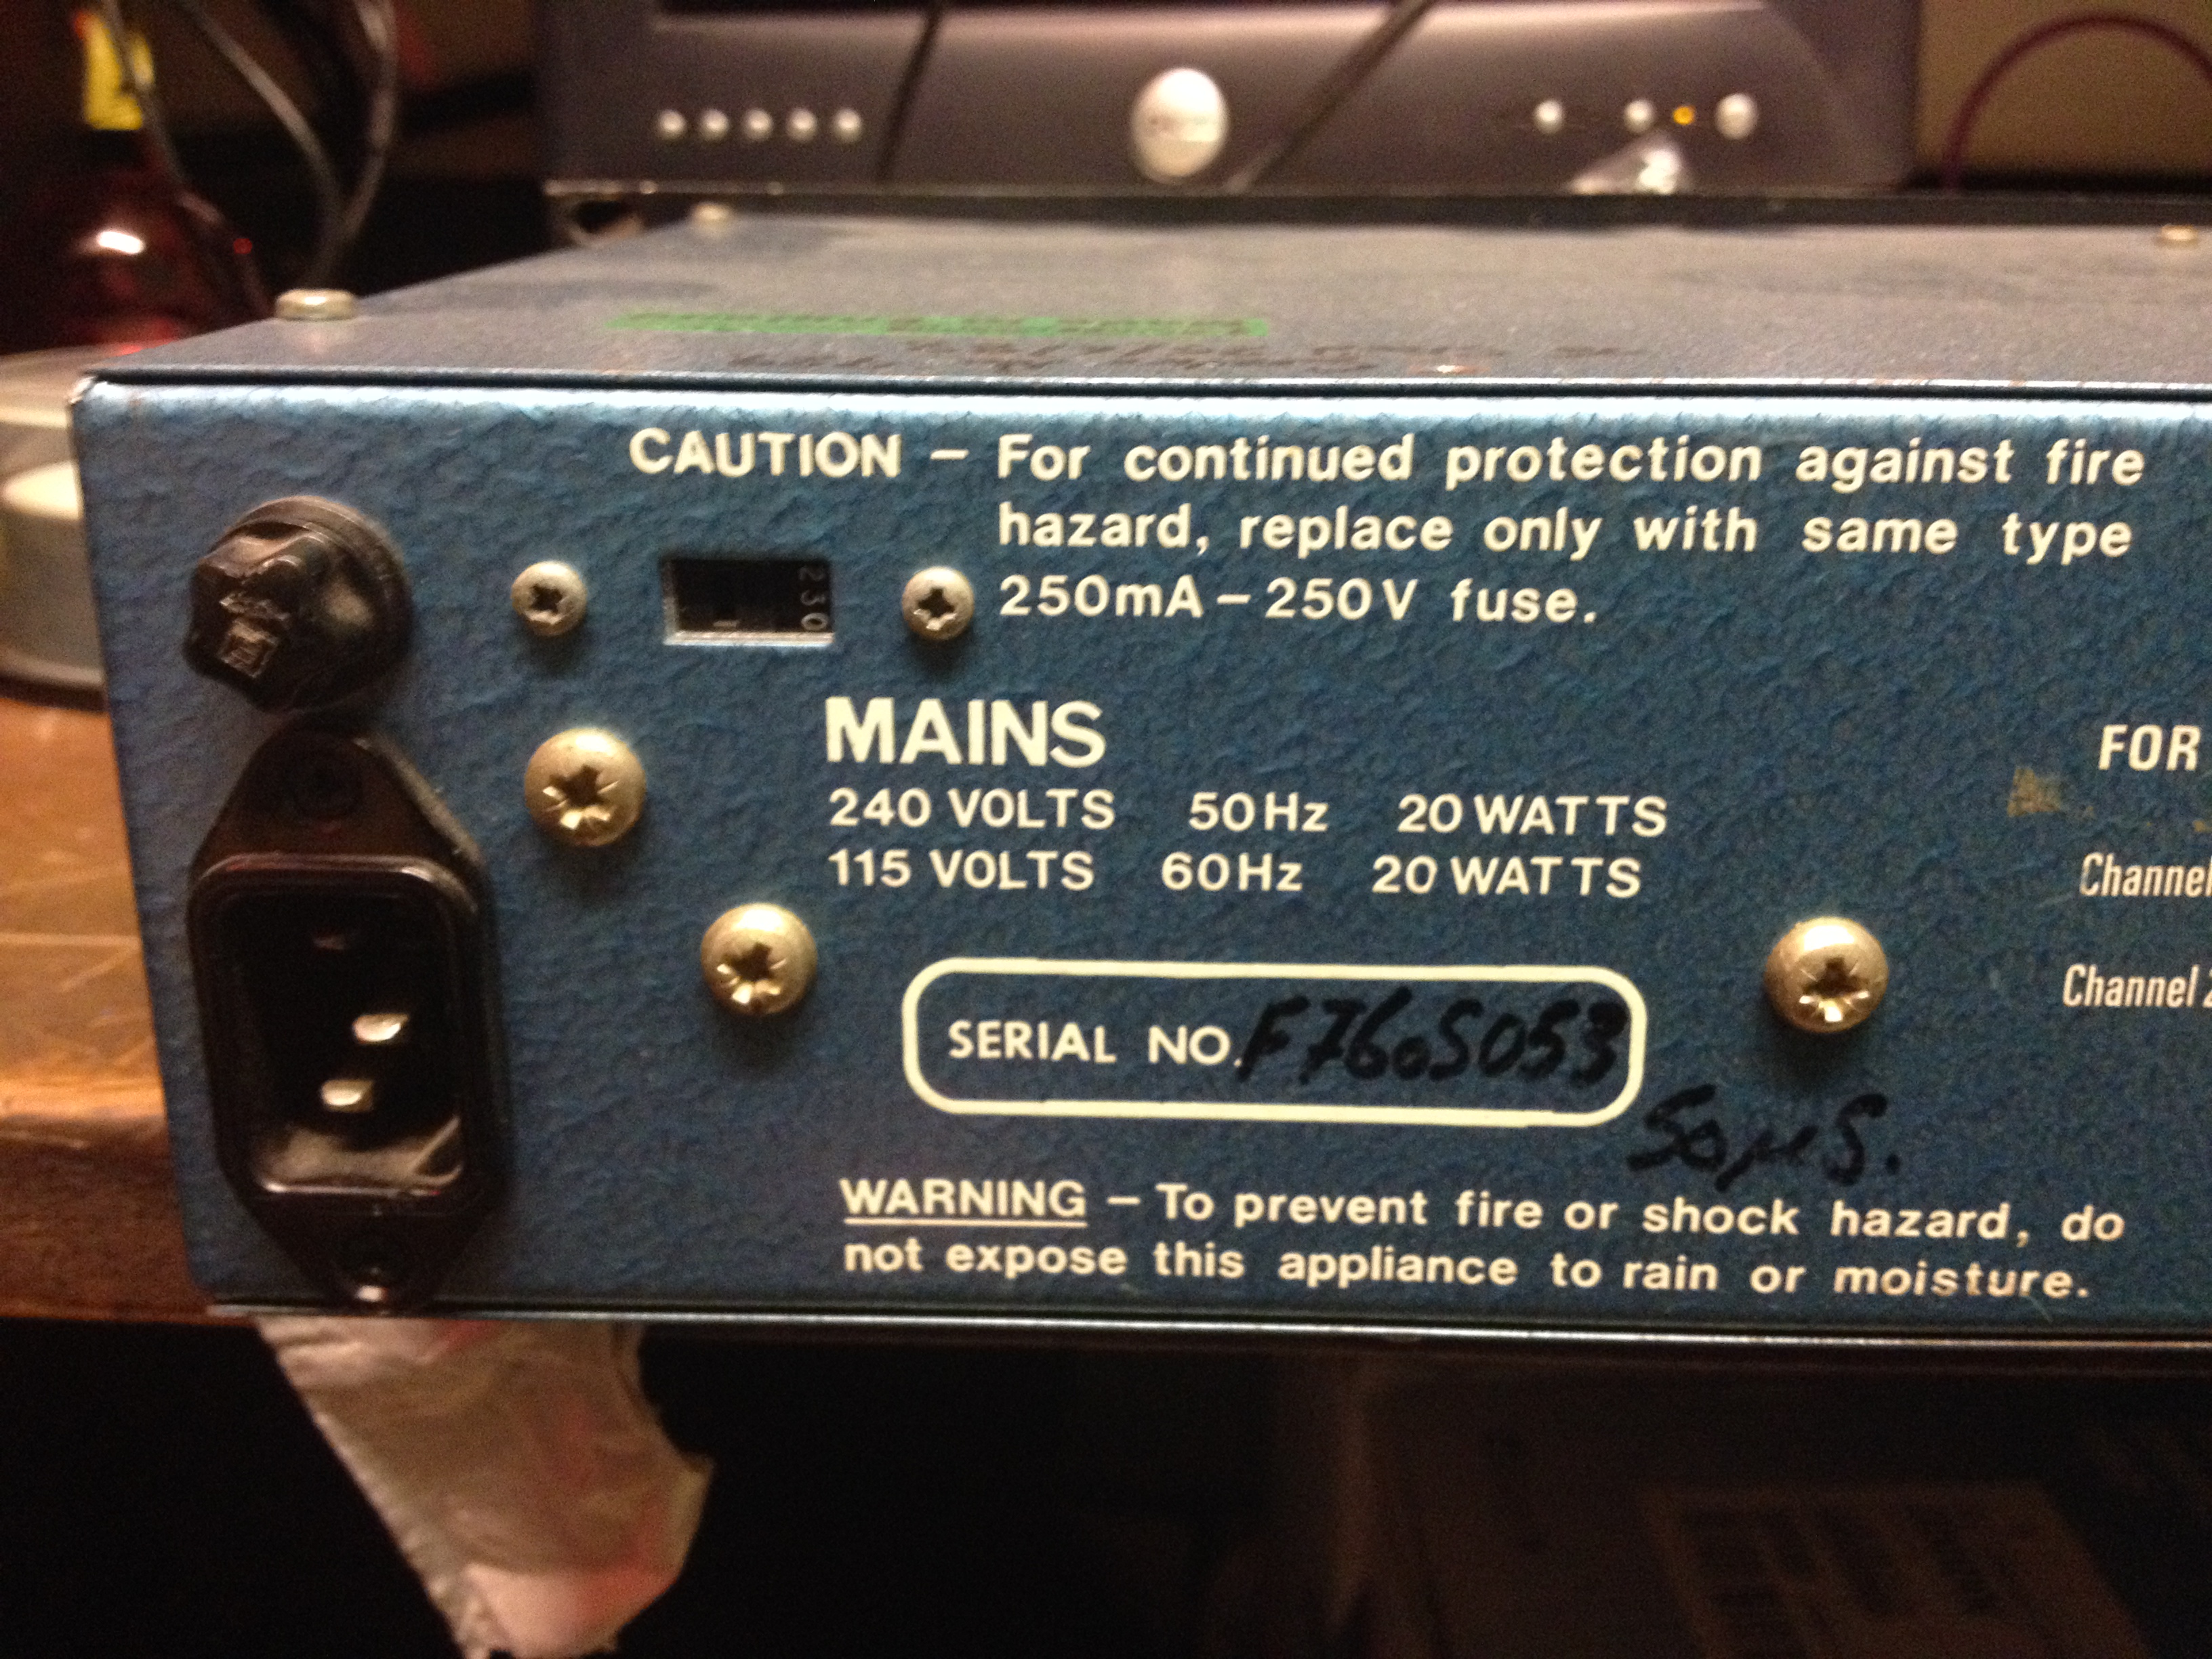 CAUTION – For continued protection against fire
hazard, replace only with same type
250mA – 250V fuse.
230
MAINS
240 VOLTS 50Hz 20 WATTS
115 VOLTS 60Hz 20 WATTS
FOR
Channel
Channel 2
SERIAL NO. F760S053
50µS.
WARNING – To prevent fire or shock hazard, do
not expose this appliance to rain or moisture.